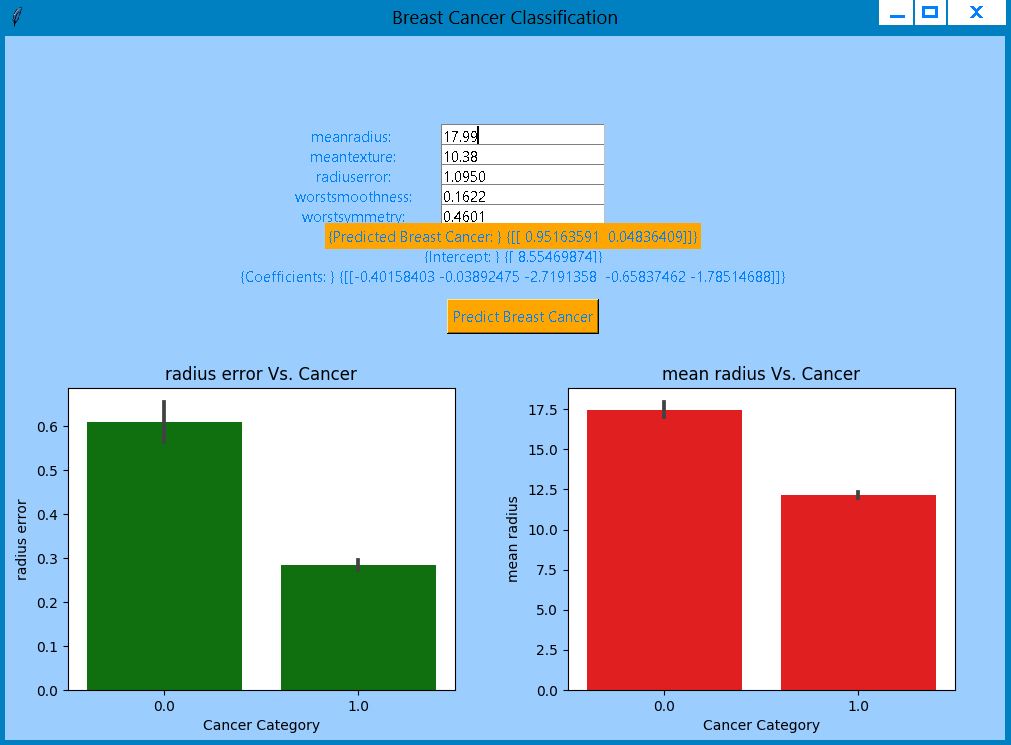 Breast Cancer Classification
meanradius: 17.99
meantexture: 10.38
radiuserror: 1.0950
worstsmoothness: 0.1622
worstsymmetry: 0.4601
{Predicted Breast Cancer: } {[[ 0.95163591  0.04836409]]}
{Intercept: } {[ 8.55469874]}
{Coefficients: } {[[-0.40158403 -0.03892475 -2.7191358  -0.65837462 -1.78514688]]}
Predict Breast Cancer
radius error Vs. Cancer
radius error
0.6
0.5
0.4
0.3
0.2
0.1
0.0
0.0 1.0
Cancer Category
mean radius Vs. Cancer
mean radius
17.5
15.0
12.5
10.0
7.5
5.0
2.5
0.0
0.0 1.0
Cancer Category